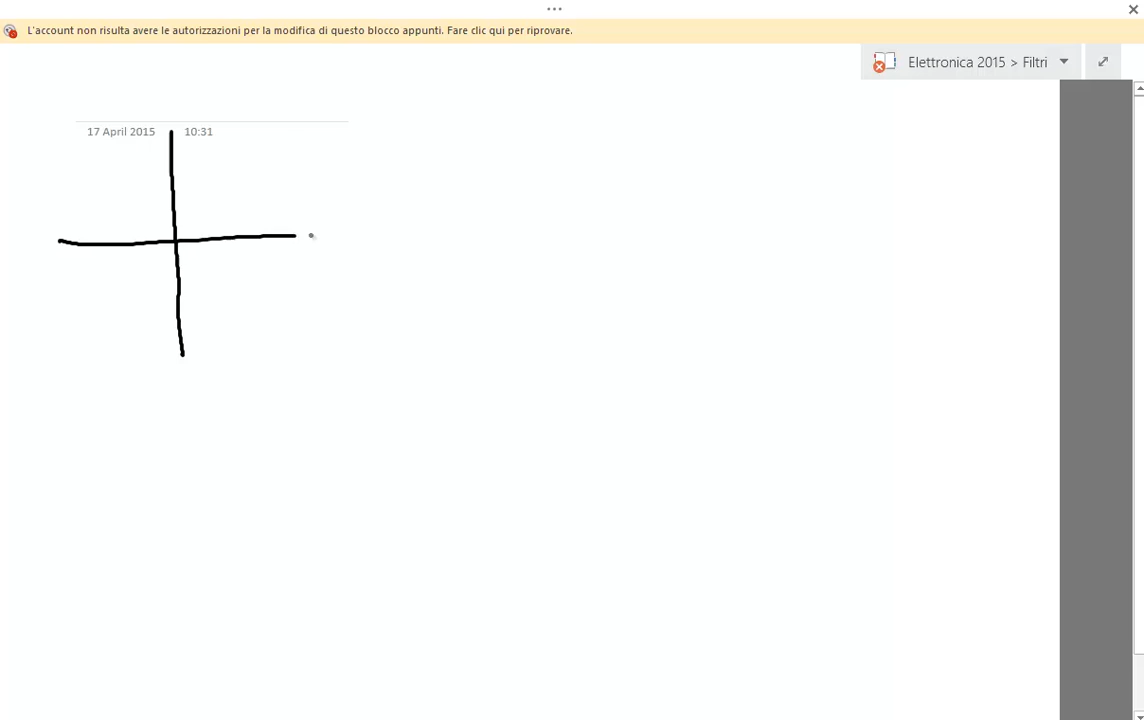 L'account non risulta avere le autorizzazioni per la modifica di questo blocco appunti. Fare clic qui per riprovare.
Elettronica 2015 > Filtri
17 April 2015 10:31